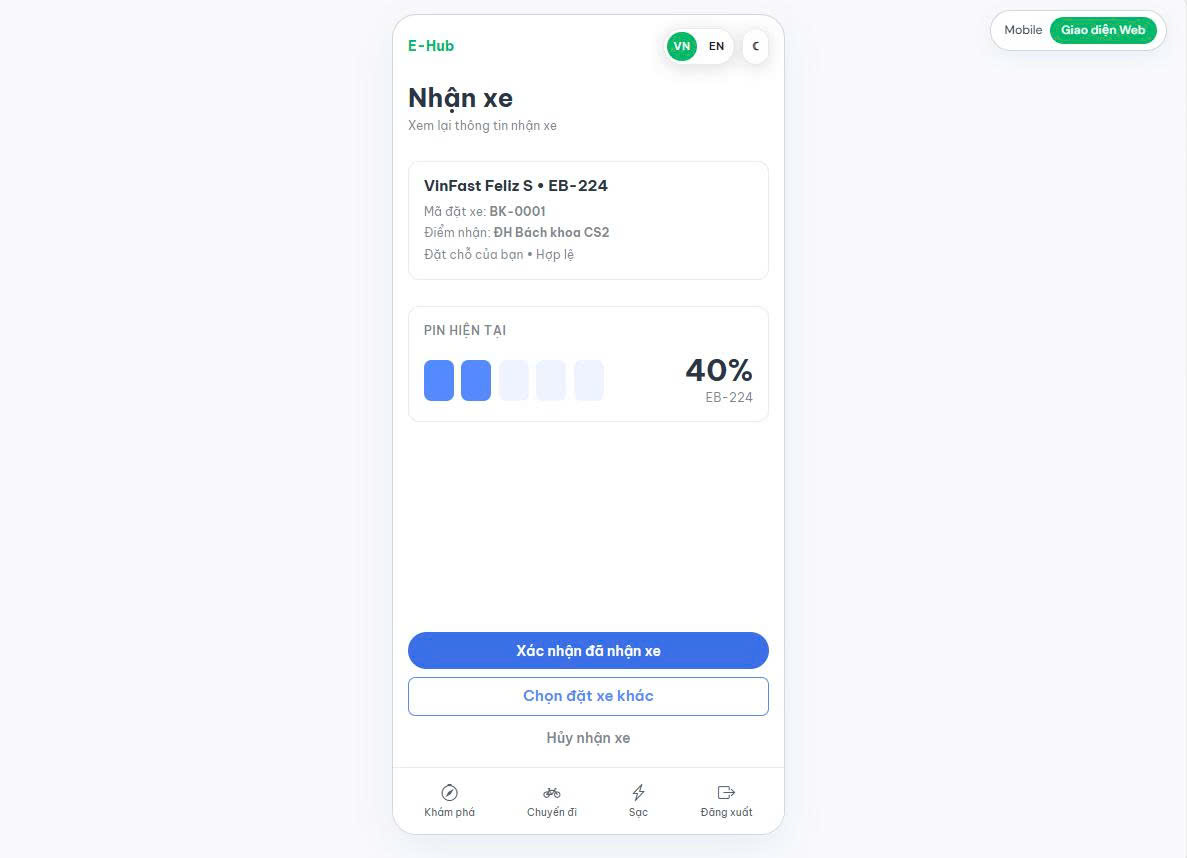 E-Hub
VN EN ☾
Mobile Giao diện Web
Nhận xe
Xem lại thông tin nhận xe
VinFast Feliz S • EB-224
Mã đặt xe: BK-0001
Điểm nhận: ĐH Bách khoa CS2
Đặt chỗ của bạn • Hợp lệ
PIN HIỆN TẠI
40%
EB-224
Xác nhận đã nhận xe
Chọn đặt xe khác
Hủy nhận xe
Khám phá Chuyến đi Sạc Đăng xuất